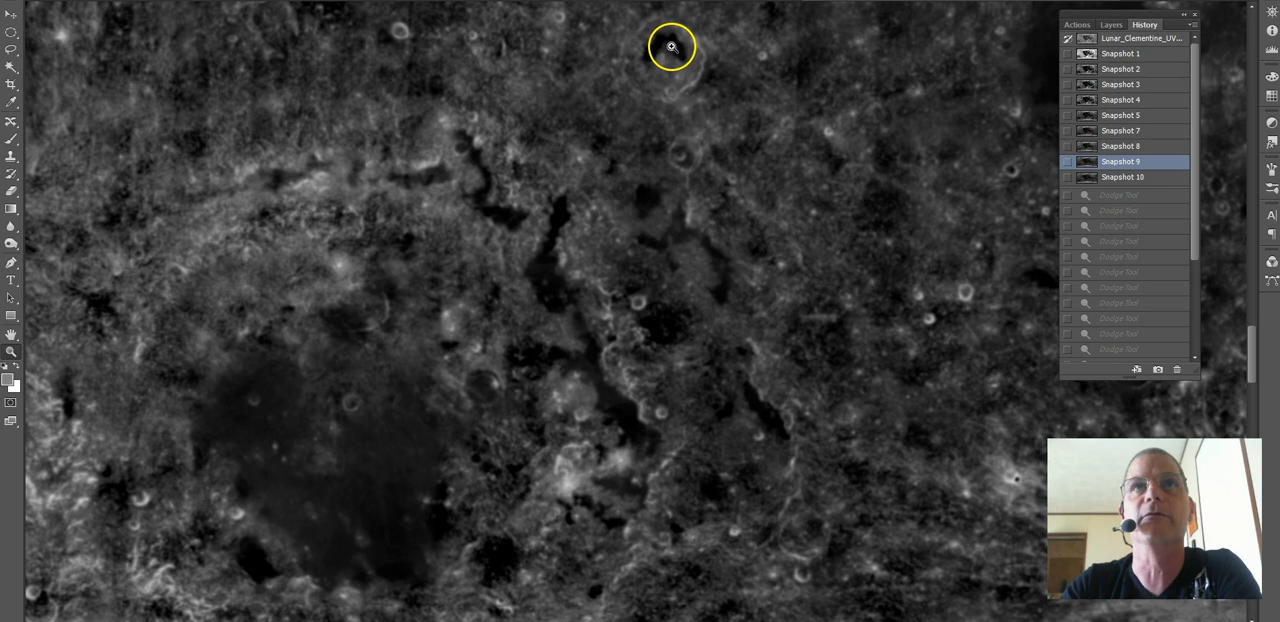 Actions Layers History
Lunar_Clementine_UV...
Snapshot 1
Snapshot 2
Snapshot 3
Snapshot 4
Snapshot 5
Snapshot 7
Snapshot 8
Snapshot 9
Snapshot 10
Dodge Tool
Dodge Tool
Dodge Tool
Dodge Tool
Dodge Tool
Dodge Tool
Dodge Tool
Dodge Tool
Dodge Tool
Dodge Tool
Dodge Tool